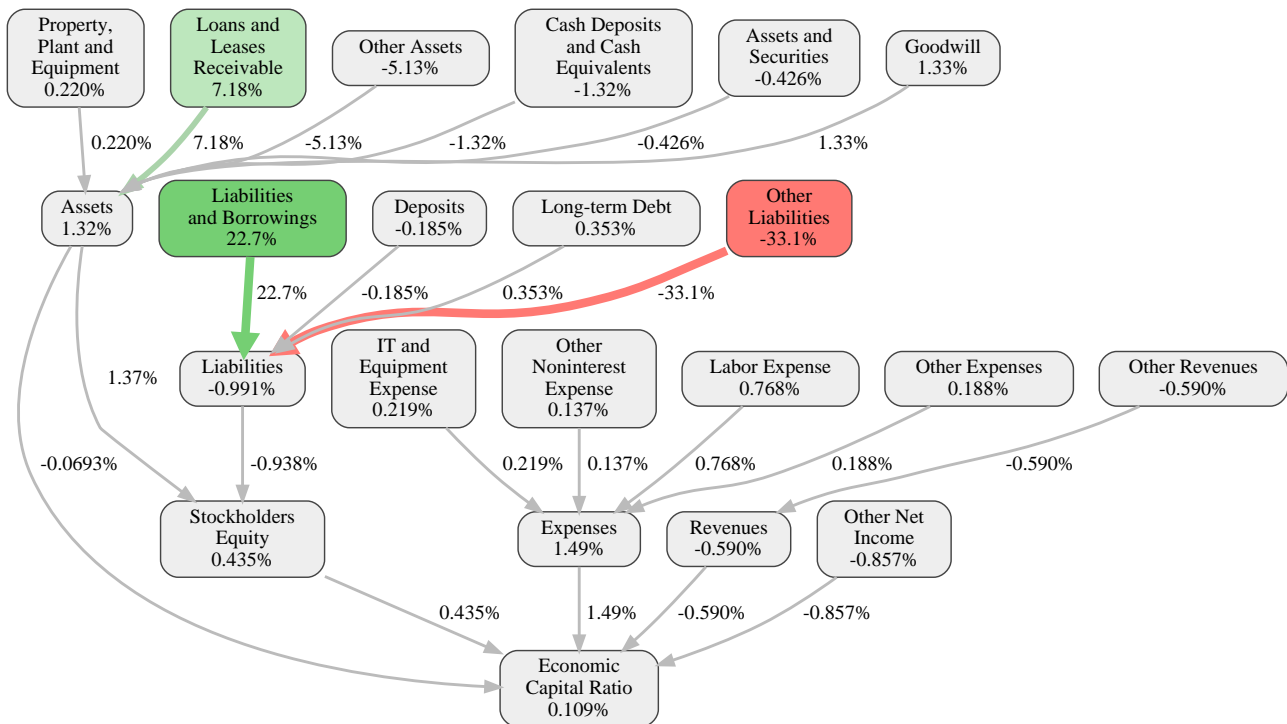 Property,
Plant and
Equipment
0.220%
Loans and
Leases
Receivable
7.18%
Other Assets
-5.13%
Cash Deposits
and Cash
Equivalents
-1.32%
Assets and
Securities
-0.426%
Goodwill
1.33%
0.220%
7.18%
-5.13%
-1.32%
-0.426%
1.33%
Assets
1.32%
Liabilities
and Borrowings
22.7%
Deposits
-0.185%
Long-term Debt
0.353%
Other
Liabilities
-33.1%
22.7%
-0.185%
0.353%
-33.1%
1.37%
Liabilities
-0.991%
IT and
Equipment
Expense
0.219%
Other
Noninterest
Expense
0.137%
Labor Expense
0.768%
Other Expenses
0.188%
Other Revenues
-0.590%
-0.0693%
-0.938%
0.219%
0.137%
0.768%
0.188%
-0.590%
Stockholders
Equity
0.435%
Expenses
1.49%
Revenues
-0.590%
Other Net
Income
-0.857%
0.435%
1.49%
-0.590%
-0.857%
Economic
Capital Ratio
0.109%